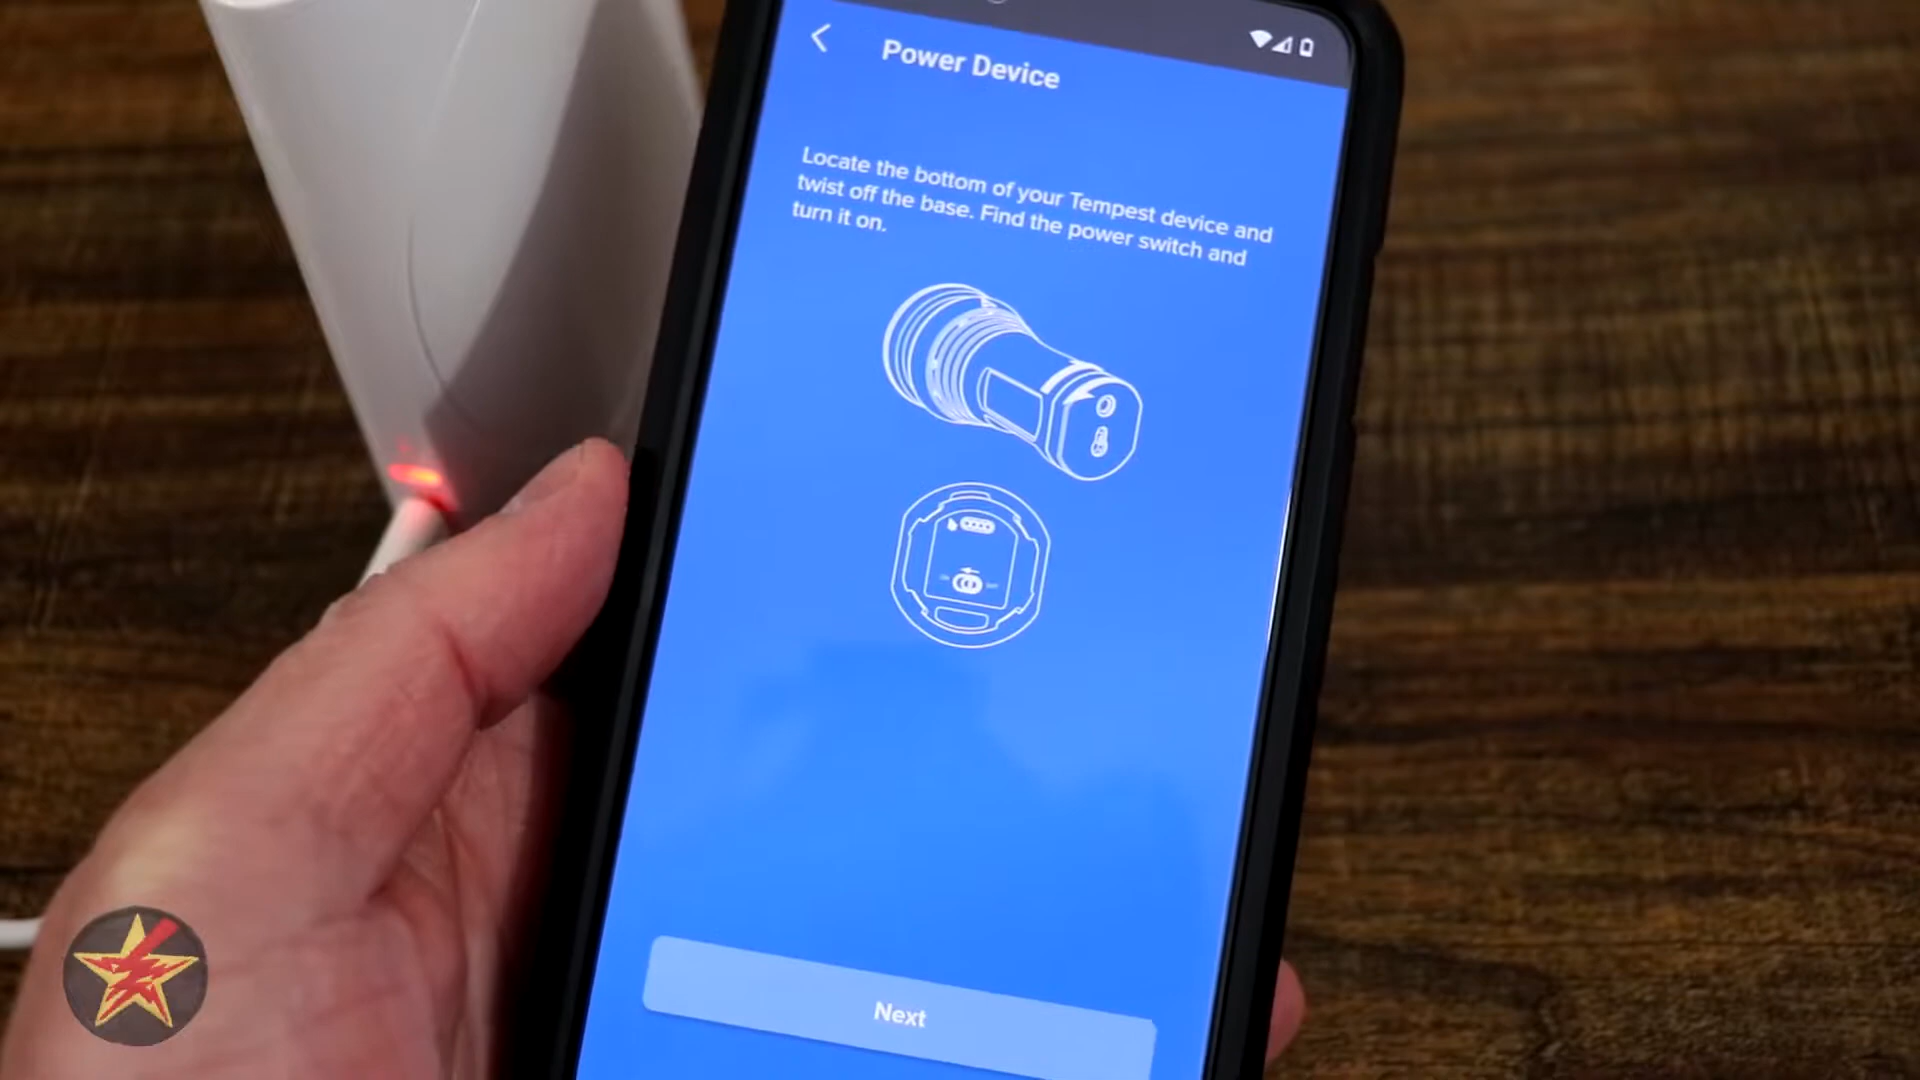 Power Device
Locate the bottom of your Tempest device and
twist off the base. Find the power switch and
turn it on.
Next